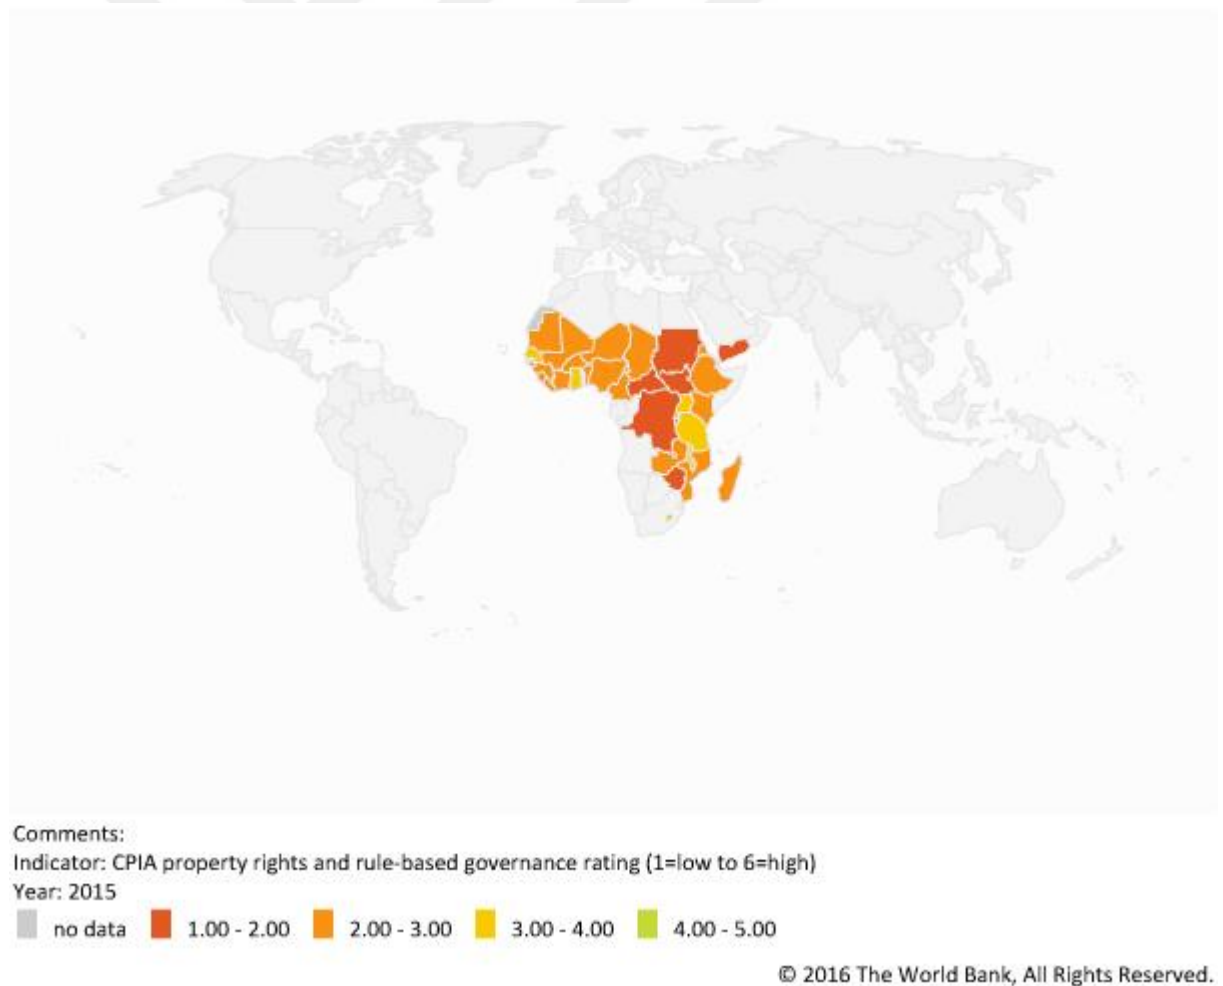 Comments:
Indicator: CPIA property rights and rule-based governance rating (1=low to 6=high)
Year: 2015
no data 1.00 - 2.00 2.00 - 3.00 3.00 - 4.00 4.00 - 5.00
© 2016 The World Bank, All Rights Reserved.